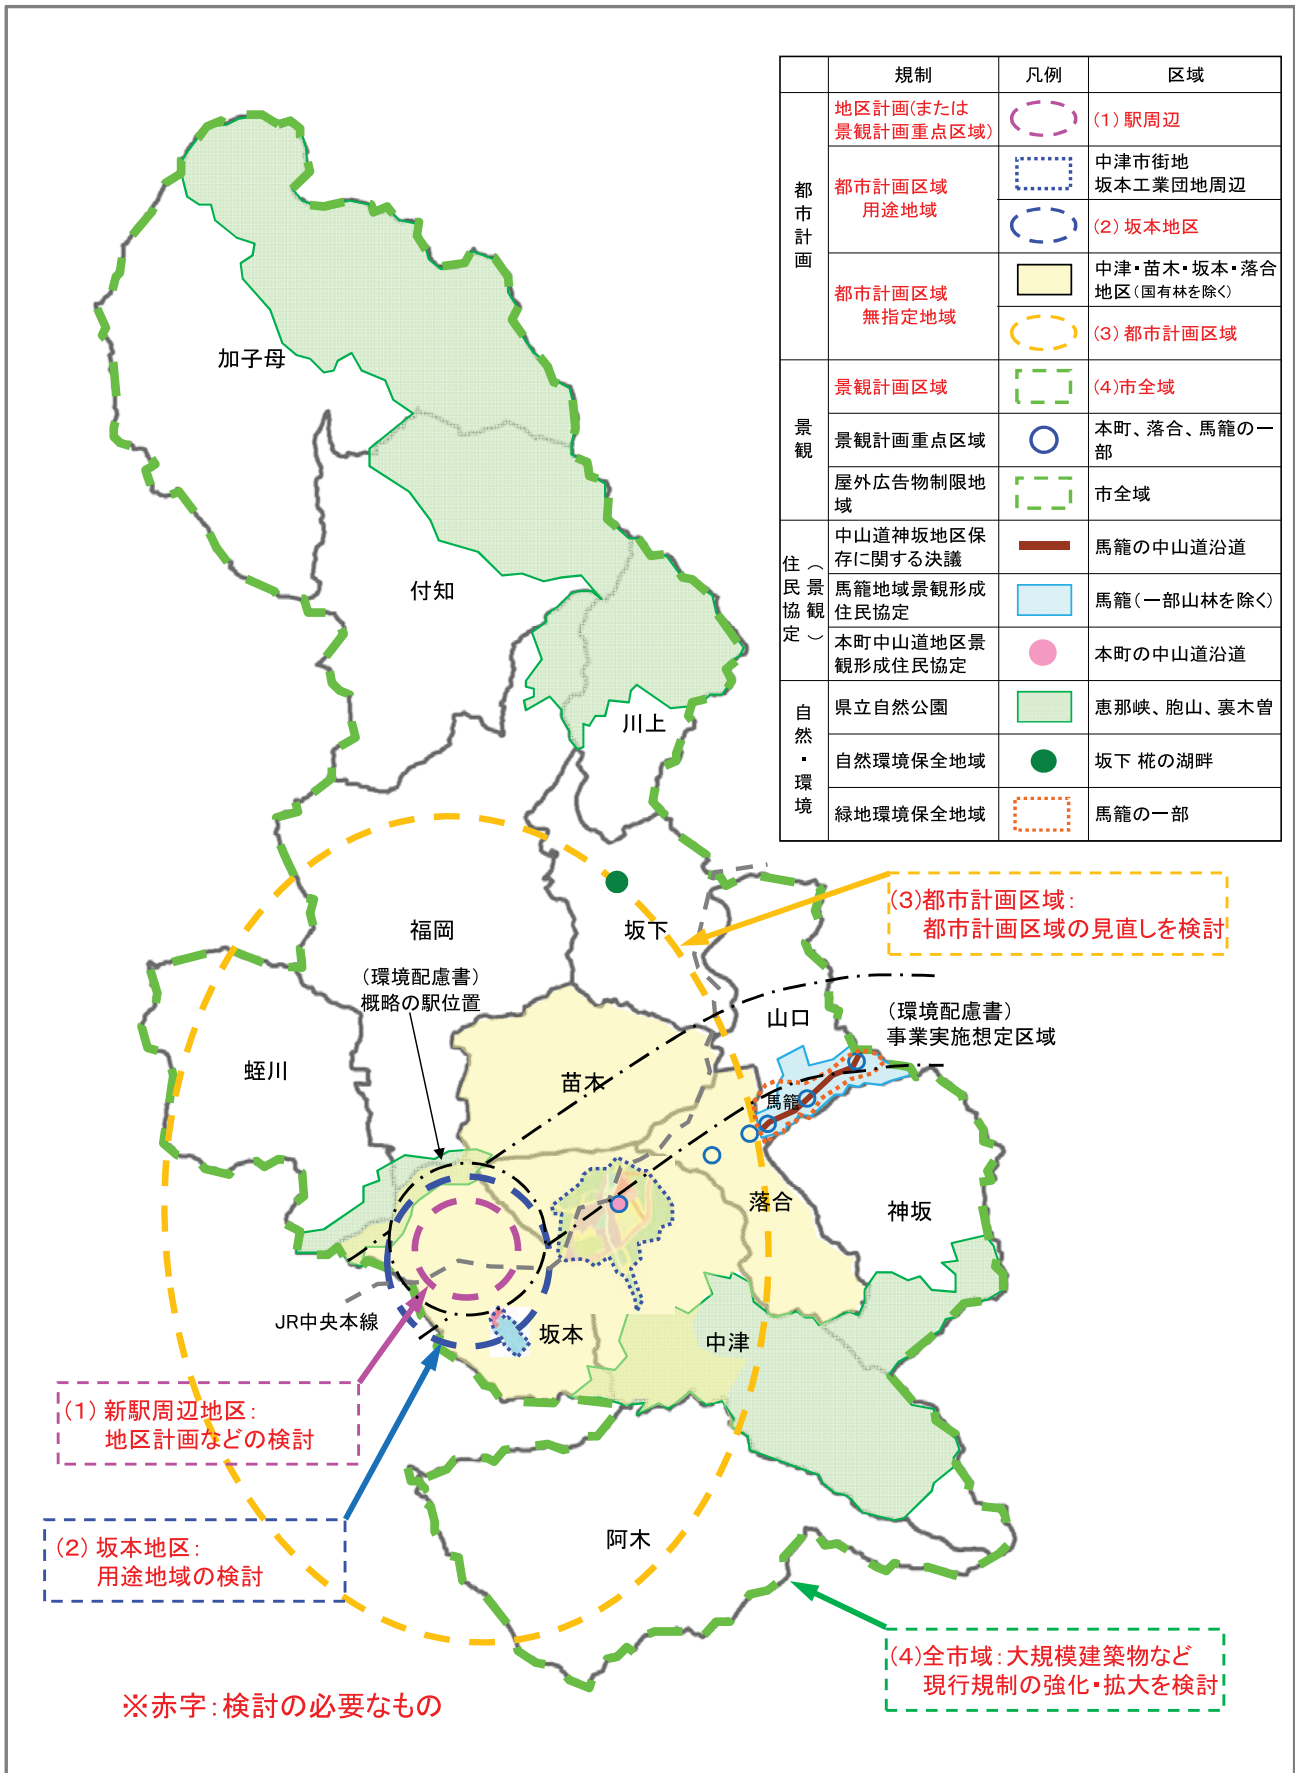 規制 凡例 区域
都市計画
地区計画(または
景観計画重点区域)
(1)駅周辺
都市計画区域
用途地域
中津市街地
坂本工業団地周辺
(2)坂本地区
都市計画区域
無指定地域
中津・苗木・坂本・落合
地区(国有林を除く)
(3)都市計画区域
景観
景観計画区域
(4)市全域
景観計画重点区域
本町、落合、馬籠の一
部
屋外広告物制限地
域
市全域
住民協定
(景観)
中山道神坂地区保
存に関する決議
馬籠の中山道沿道
馬籠地域景観形成
住民協定
馬籠(一部山林を除く)
本町中山道地区景
観形成住民協定
本町の中山道沿道
自然・環境
県立自然公園
恵那峡、胞山、裏木曽
自然環境保全地域
坂下 椛の湖畔
緑地環境保全地域
馬籠の一部
加子母
付知
川上
福岡
坂下
(3)都市計画区域:
都市計画区域の見直しを検討
(環境配慮書)
概略の駅位置
山口
(環境配慮書)
事業実施想定区域
蛭川
苗木
馬籠
落合
神坂
JR中央本線
坂本
中津
(1)新駅周辺地区:
地区計画などの検討
(2)坂本地区:
用途地域の検討
阿木
(4)全市域:大規模建築物など
現行規制の強化・拡大を検討
※赤字:検討の必要なもの